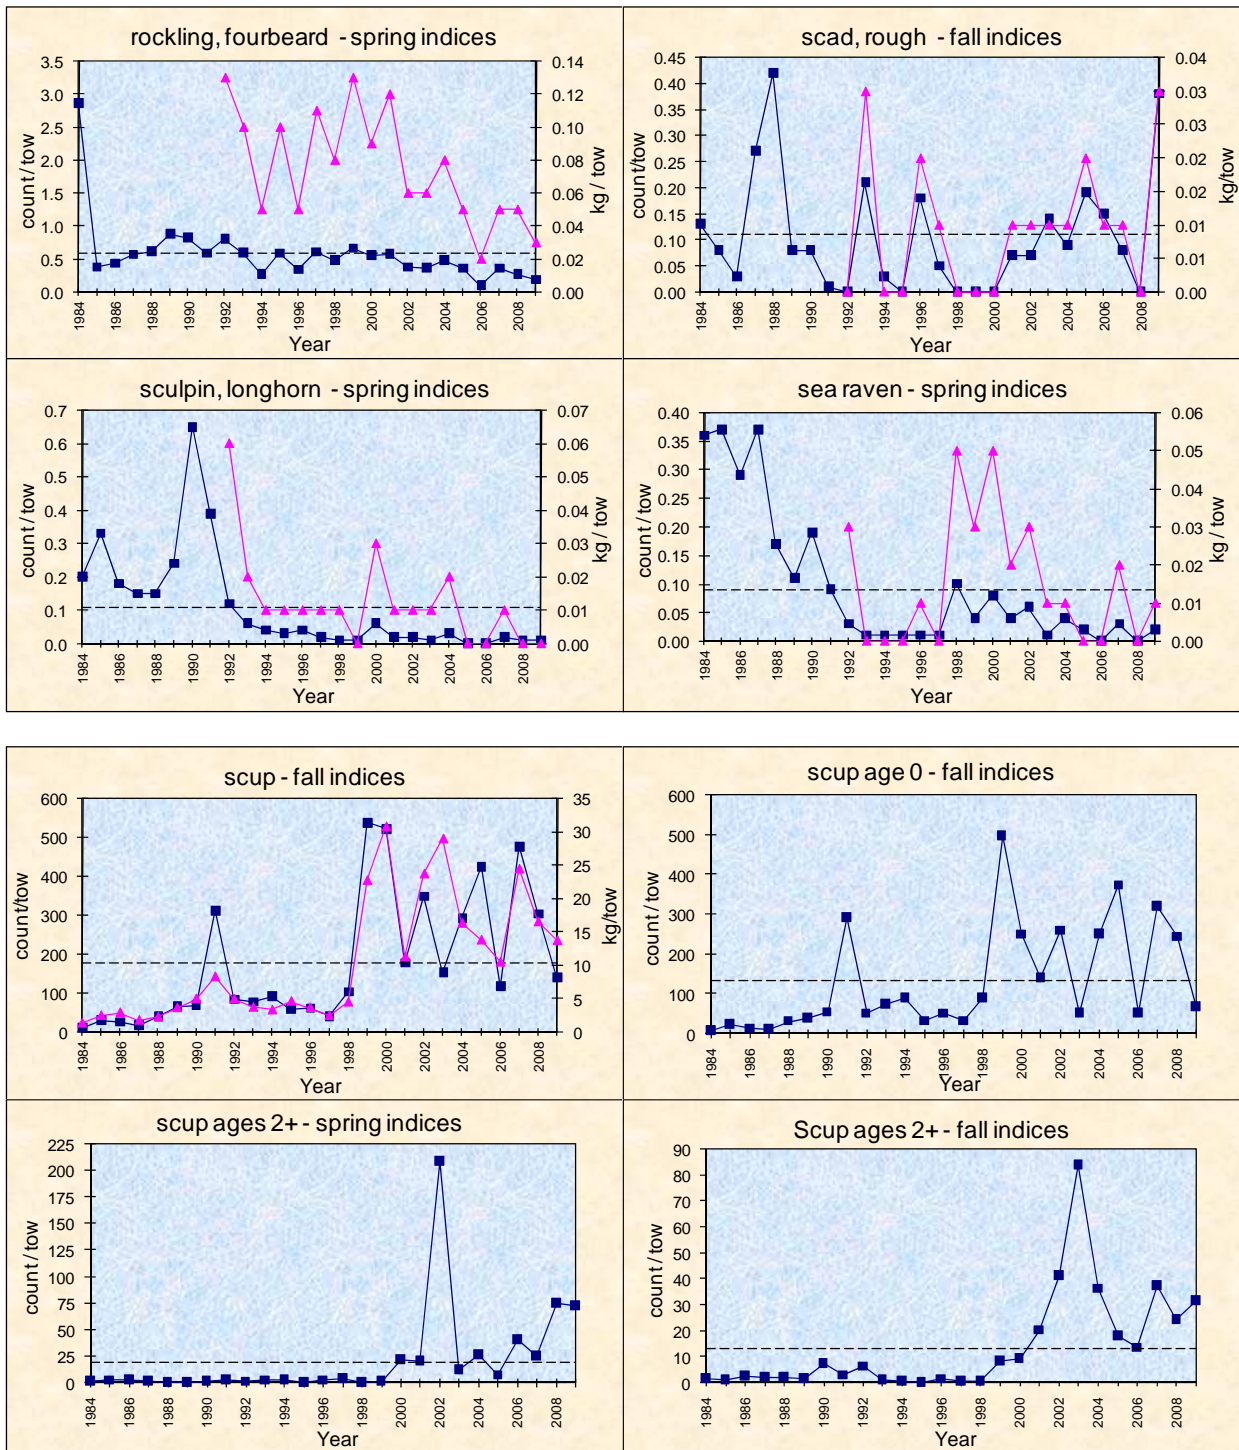 rockling, fourbeard - spring indices
3.5 3.0 2.5 2.0 1.5 1.0 0.5 0.0
count / tow
0.14 0.12 0.10 0.08 0.06 0.04 0.02 0.00
kg / tow
1984 1986 1988 1990 1992 1994 1996 1998 2000 2002 2004 2006 2008
Year
scad, rough - fall indices
0.45 0.40 0.35 0.30 0.25 0.20 0.15 0.10 0.05 0.00
count/tow
0.04 0.03 0.03 0.02 0.02 0.01 0.01 0.00
kg/tow
1984 1986 1988 1990 1992 1994 1996 1998 2000 2002 2004 2006 2008
Year
sculpin, longhorn - spring indices
0.7 0.6 0.5 0.4 0.3 0.2 0.1 0.0
count / tow
0.07 0.06 0.05 0.04 0.03 0.02 0.01 0.00
kg / tow
1984 1986 1988 1990 1992 1994 1996 1998 2000 2002 2004 2006 2008
Year
sea raven - spring indices
0.40 0.35 0.30 0.25 0.20 0.15 0.10 0.05 0.00
count / tow
0.06 0.05 0.04 0.03 0.02 0.01 0.00
kg / tow
1984 1986 1988 1990 1992 1994 1996 1998 2000 2002 2004 2006 2008
Year
scup - fall indices
600 500 400 300 200 100 0
count/tow
35 30 25 20 15 10 5 0
kg/tow
1984 1986 1988 1990 1992 1994 1996 1998 2000 2002 2004 2006 2008
Year
scup age 0 - fall indices
600 500 400 300 200 100 0
count / tow
1984 1986 1988 1990 1992 1994 1996 1998 2000 2002 2004 2006 2008
Year
scup ages 2+ - spring indices
225 200 175 150 125 100 75 50 25 0
count / tow
1984 1986 1988 1990 1992 1994 1996 1998 2000 2002 2004 2006 2008
Year
Scup ages 2+ - fall indices
90 80 70 60 50 40 30 20 10 0
count / tow
1984 1986 1988 1990 1992 1994 1996 1998 2000 2002 2004 2006 2008
Year